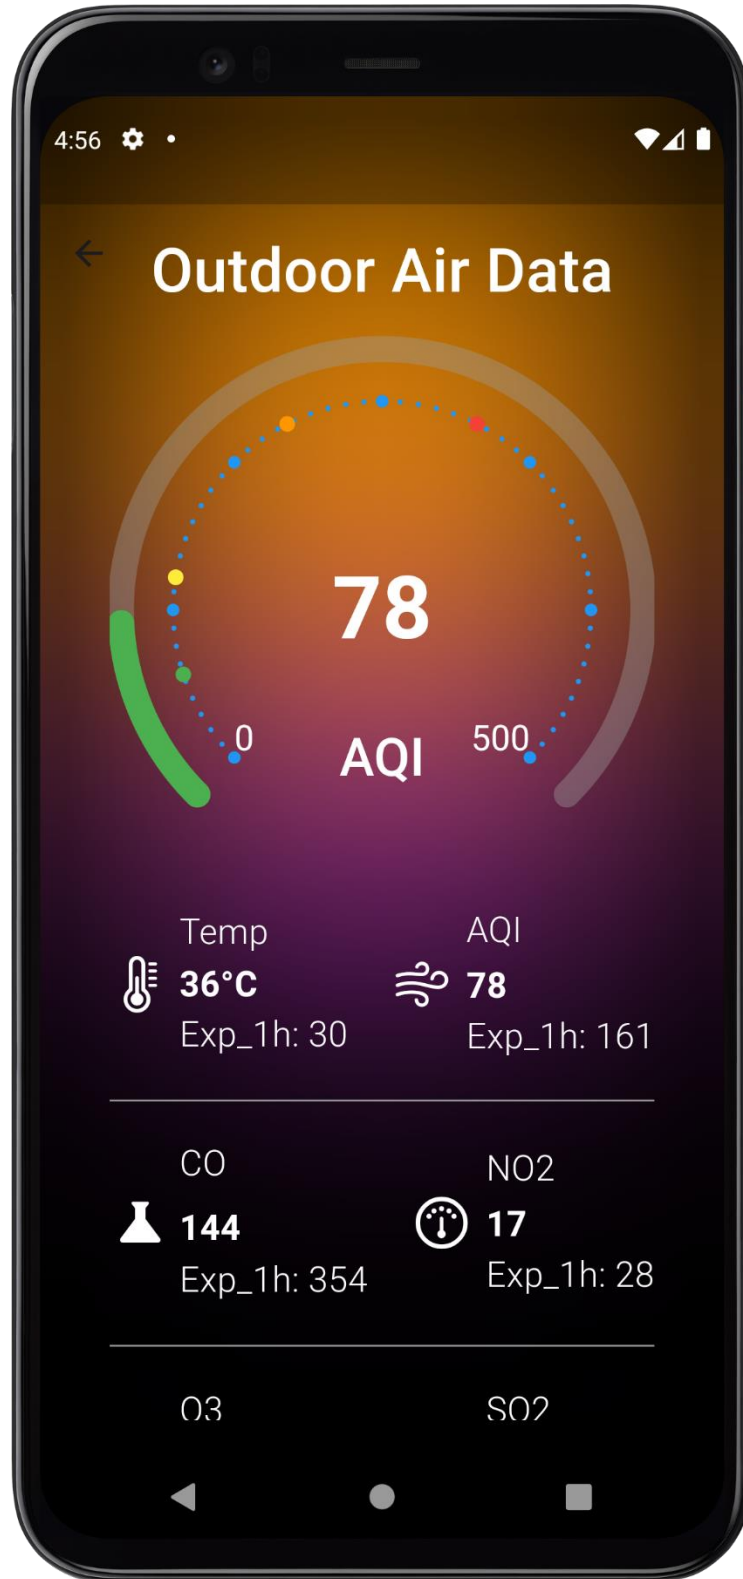 4:56
Outdoor Air Data
78
0
AQI
500
Temp
36°C
Exp_1h: 30
AQI
78
Exp_1h: 161
CO
144
Exp_1h: 354
NO2
17
Exp_1h: 28
O3
SO2